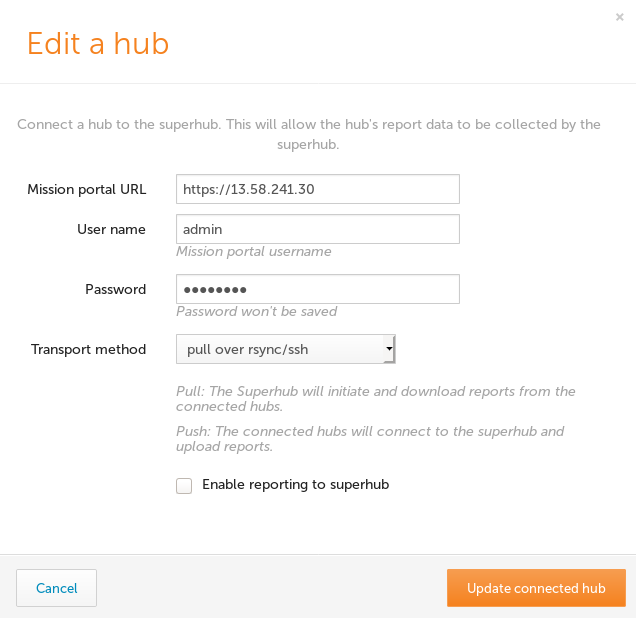 ×
Edit a hub
Connect a hub to the superhub. This will allow the hub's report data to be collected by the
superhub.
Mission portal URL https://13.58.241.30
User name admin
Mission portal username
Password ●●●●●●●●
Password won't be saved
Transport method pull over rsync/ssh
Pull: The Superhub will initiate and download reports from the
connected hubs.
Push: The connected hubs will connect to the superhub and
upload reports.
Enable reporting to superhub
Cancel Update connected hub